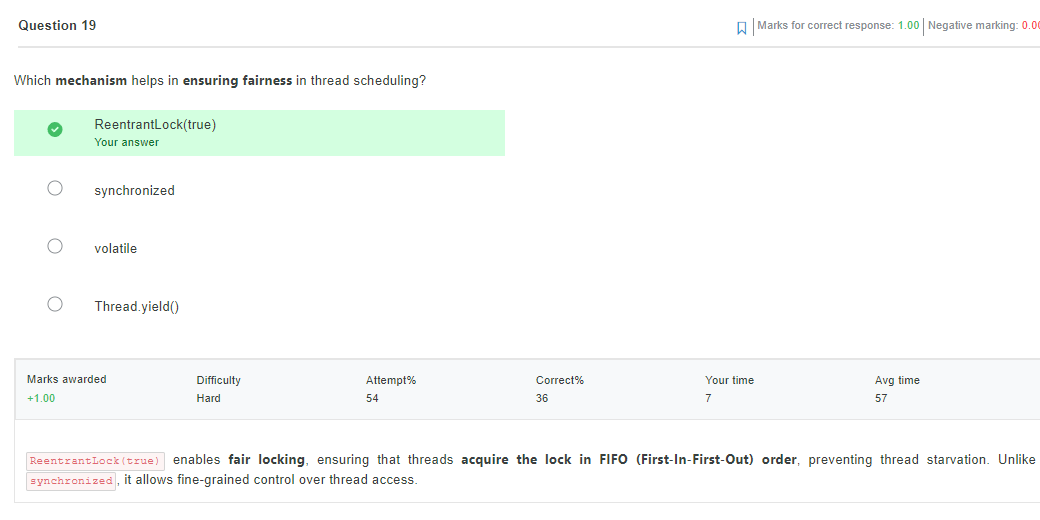 Question 19
Marks for correct response: 1.00 Negative marking: 0.00
Which mechanism helps in ensuring fairness in thread scheduling?
ReentrantLock(true)
Your answer
synchronized
volatile
Thread.yield()
Marks awarded Difficulty Attempt% Correct% Your time Avg time
+1.00 Hard 54 36 7 57
ReentrantLock(true) enables fair locking, ensuring that threads acquire the lock in FIFO (First-In-First-Out) order, preventing thread starvation. Unlike
synchronized, it allows fine-grained control over thread access.